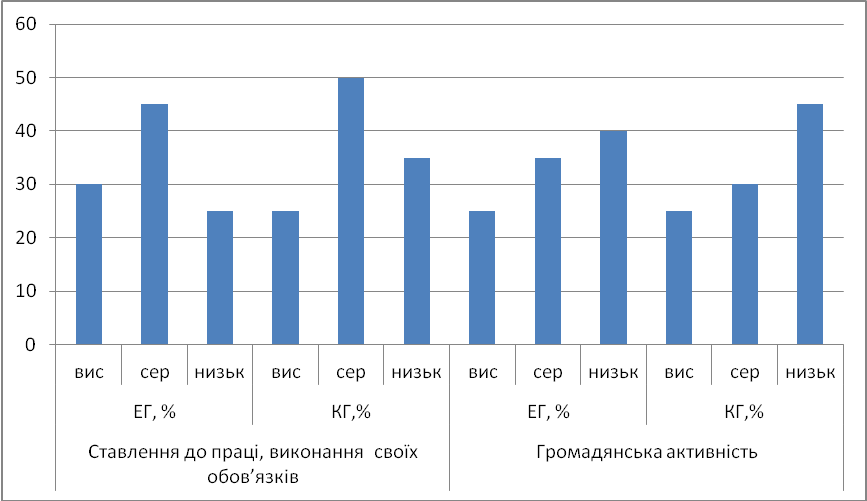 60
50
40
30
20
10
0
вис сер низьк вис сер низьк вис сер низьк вис сер низьк
ЕГ, % КГ,% ЕГ, % КГ,%
Ставлення до праці, виконання своїх
обов’язків
Громадянська активність